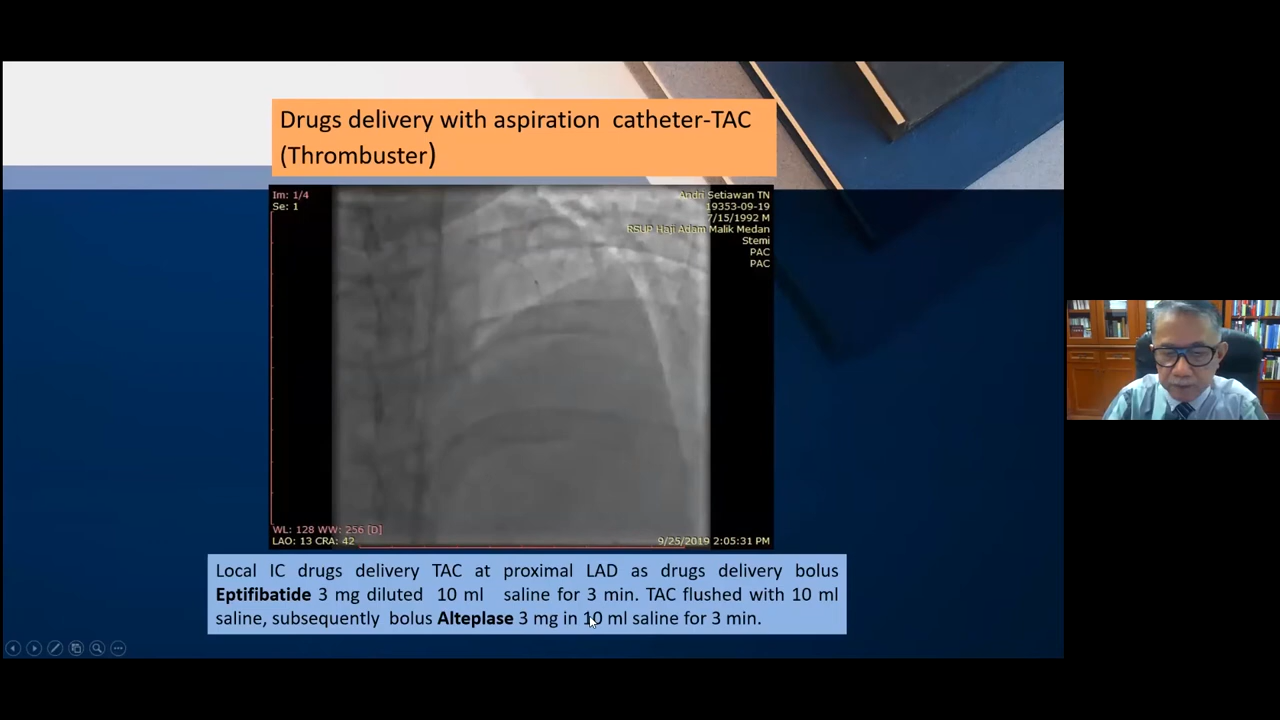 Drugs delivery with aspiration catheter-TAC
(Thrombuster)
Im: 1/4
Se: 1
Andri Setiawan TN
19353-09-19
7/15/1992 M
RSUP Haji Adam Malik Medan
Stemi
PAC
PAC
WL: 128 WW: 256 [D]
LAO: 13 CRA: 42
9/25/2019 2:05:31 PM
Local IC drugs delivery TAC at proximal LAD as drugs delivery bolus
Eptifibatide 3 mg diluted 10 ml saline for 3 min. TAC flushed with 10 ml
saline, subsequently bolus Alteplase 3 mg in 10 ml saline for 3 min.